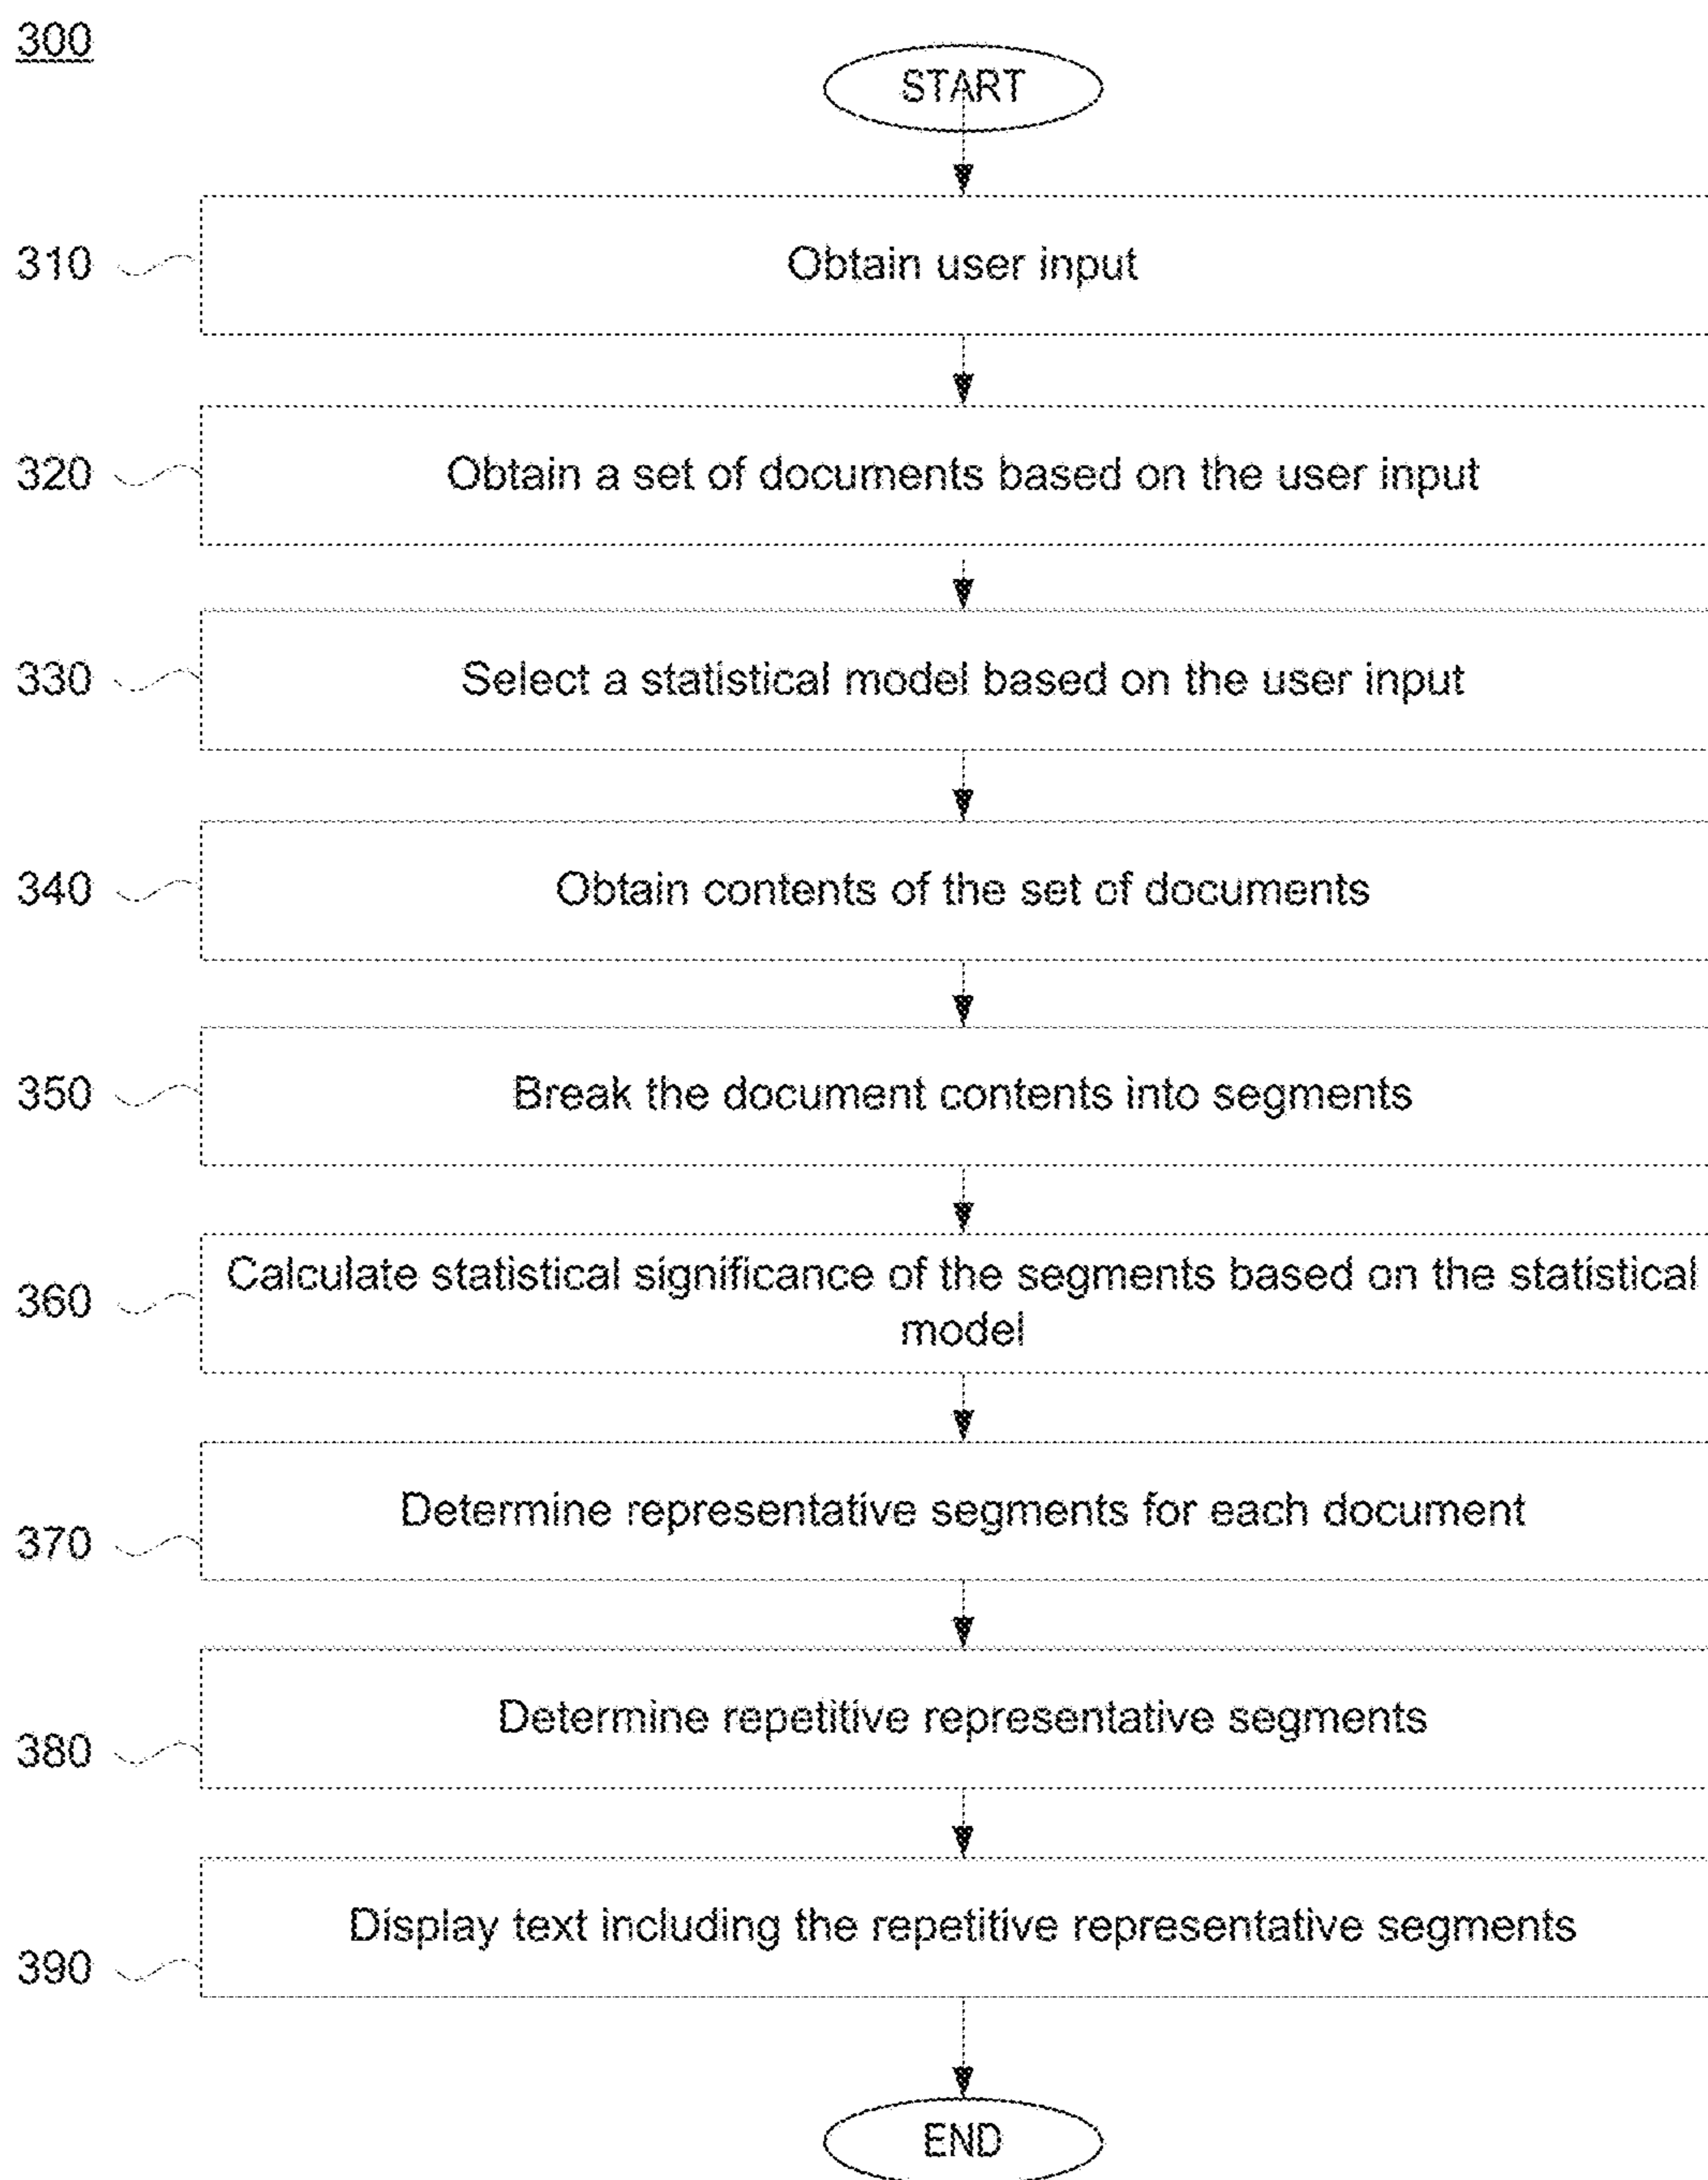 300
START
310
Obtain user input
320
Obtain a set of documents based on the user input
330
Select a statistical model based on the user input
340
Obtain contents of the set of documents
350
Break the document contents into segments
360
Calculate statistical significance of the segments based on the statistical
model
370
Determine representative segments for each document
380
Determine repetitive representative segments
390
Display text including the repetitive representative segments
END